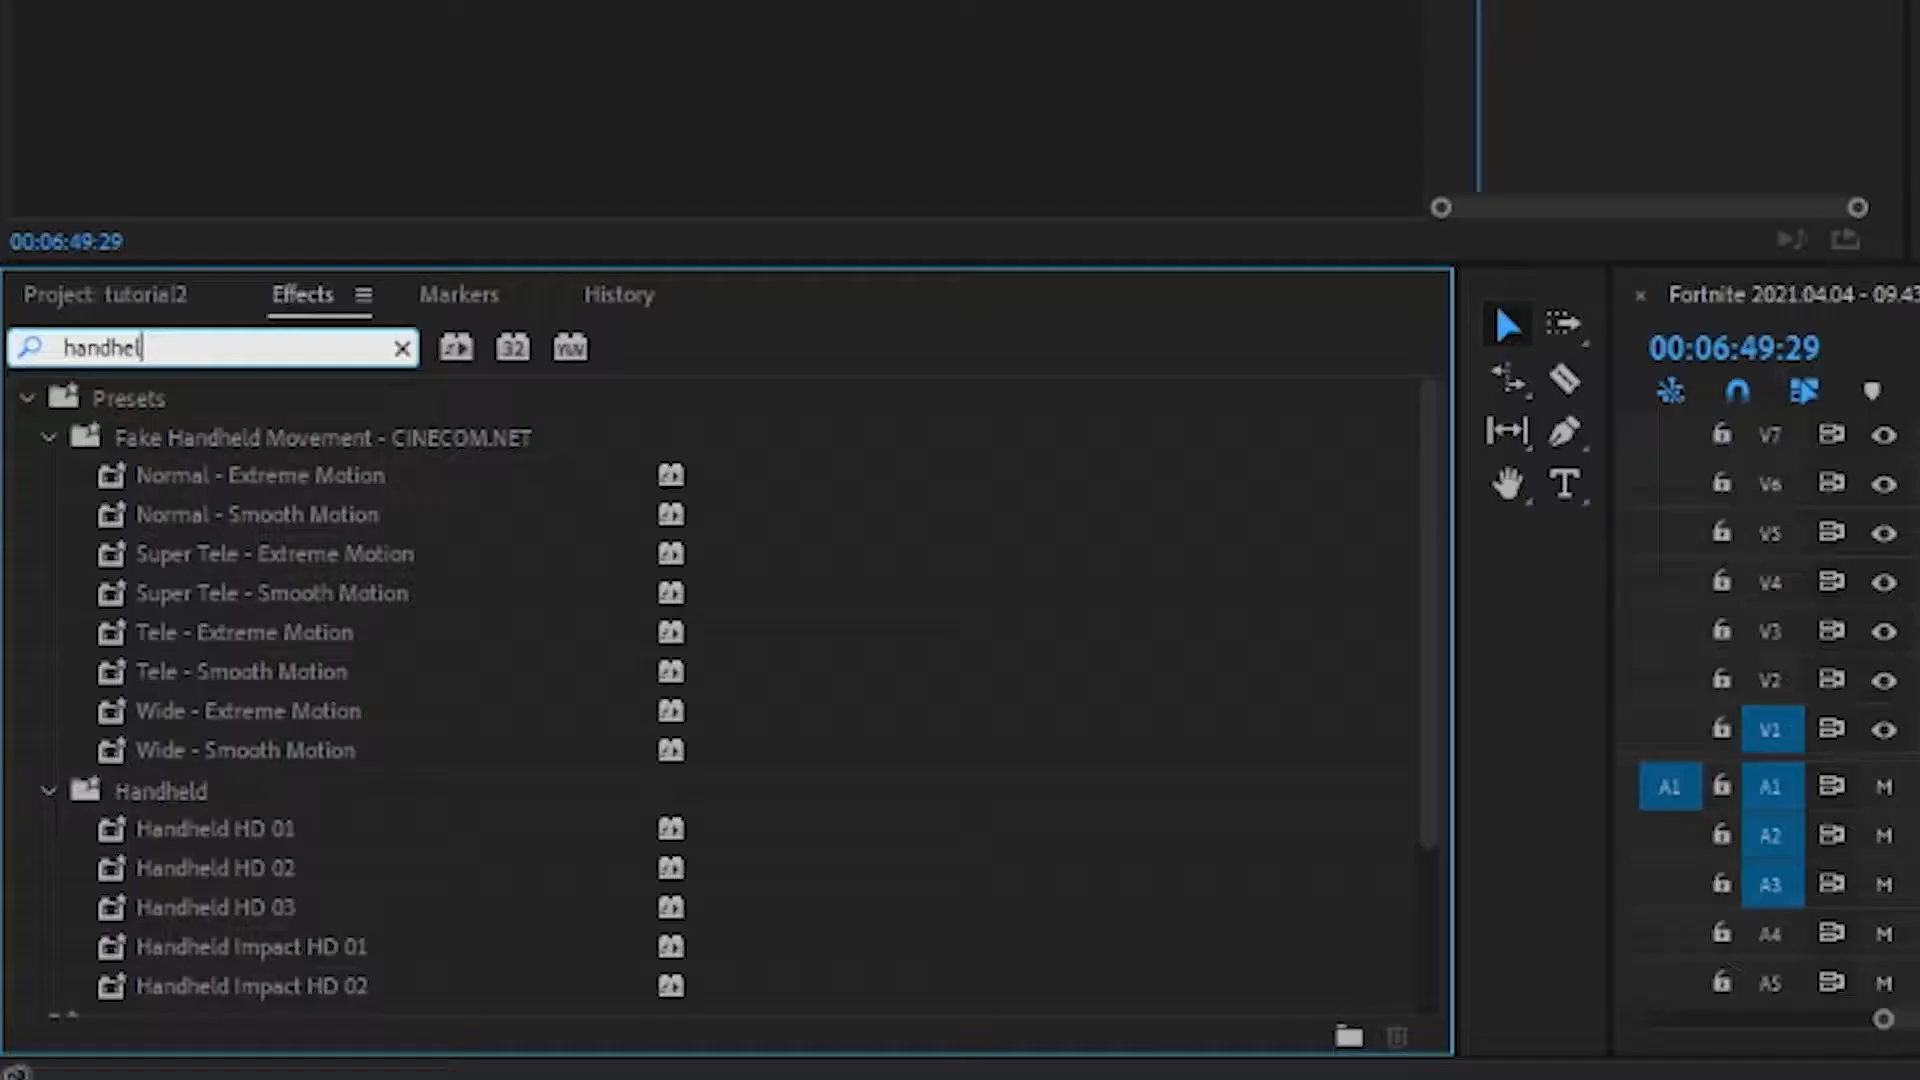 00:06:49:29
Project: tutorial2
Effects
Markers
History
handhel
32
YUV
Presets
Fake Handheld Movement - CINECOM.NET
Normal - Extreme Motion
Normal - Smooth Motion
Super Tele - Extreme Motion
Super Tele - Smooth Motion
Tele - Extreme Motion
Tele - Smooth Motion
Wide - Extreme Motion
Wide - Smooth Motion
Handheld
Handheld HD 01
Handheld HD 02
Handheld HD 03
Handheld Impact HD 01
Handheld Impact HD 02
Fortnite 2021.04.04 - 09.43
00:06:49:29
V7
V6
V5
V4
V3
V2
V1
A1 A1 M
A2 M
A3 M
A4 M
A5 M